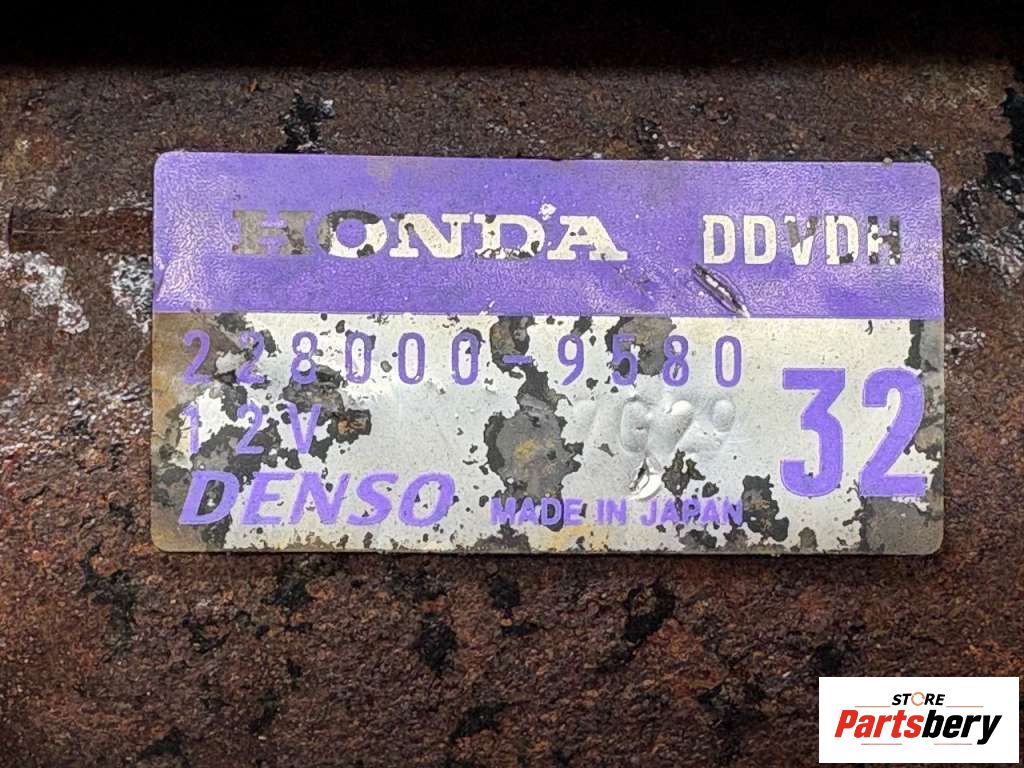 HONDA DDVDH
228000-9580
12V 32
DENSO MADE IN JAPAN
STORE
Partsbery